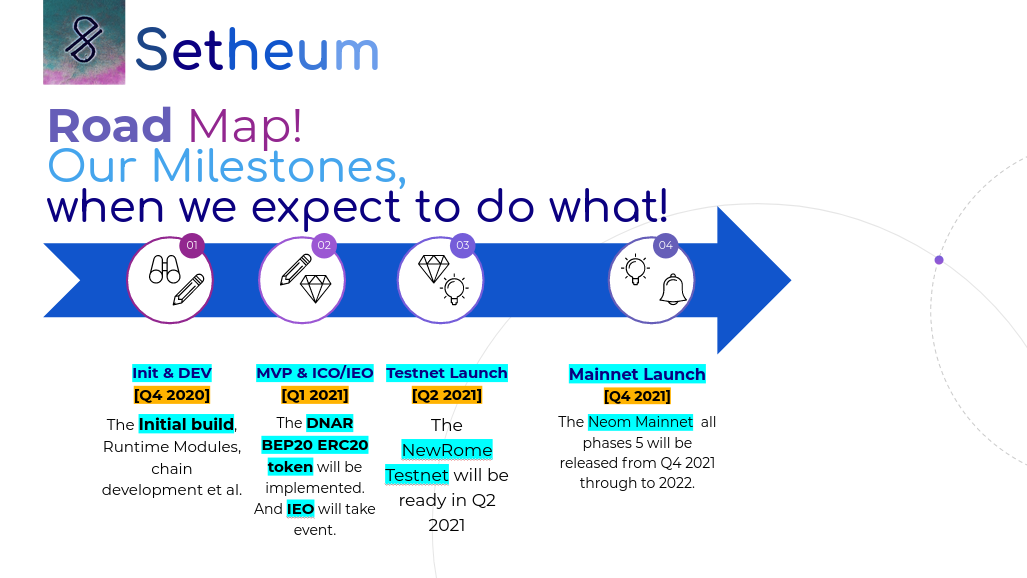 Setheum
Road Map!
Our Milestones,
when we expect to do what!
01
02
03
04
Init & DEV
[Q4 2020]
The Initial build,
Runtime Modules,
chain
development et al.
MVP & ICO/IEO
[Q1 2021]
The DNAR
BEP20 ERC20
token will be
implemented.
And IEO will take
event.
Testnet Launch
[Q2 2021]
The
NewRome
Testnet will be
ready in Q2
2021
Mainnet Launch
[Q4 2021]
The Neom Mainnet all
phases 5 will be
released from Q4 2021
through to 2022.